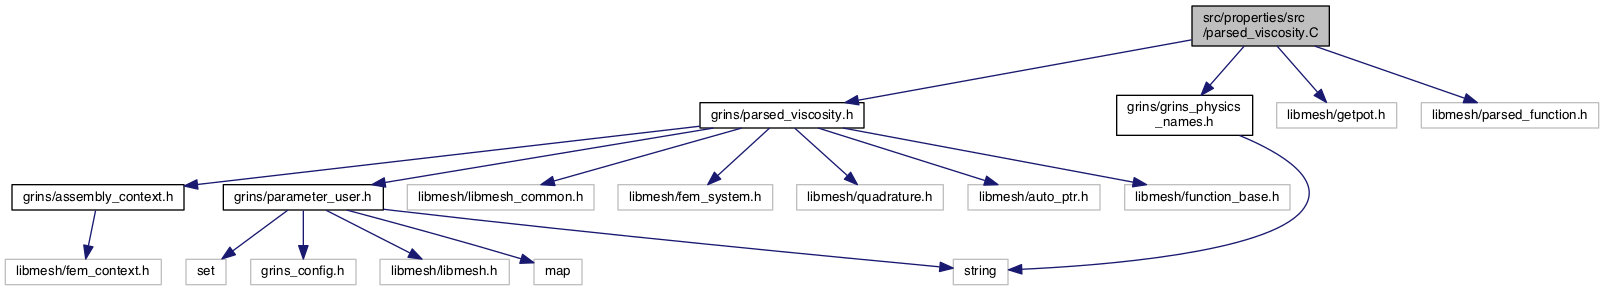 src/properties/src
/parsed_viscosity.C
grins/parsed_viscosity.h
grins/grins_physics
_names.h
libmesh/getpot.h
libmesh/parsed_function.h
grins/assembly_context.h
grins/parameter_user.h
libmesh/libmesh_common.h
libmesh/fem_system.h
libmesh/quadrature.h
libmesh/auto_ptr.h
libmesh/function_base.h
libmesh/fem_context.h
set
grins_config.h
libmesh/libmesh.h
map
string